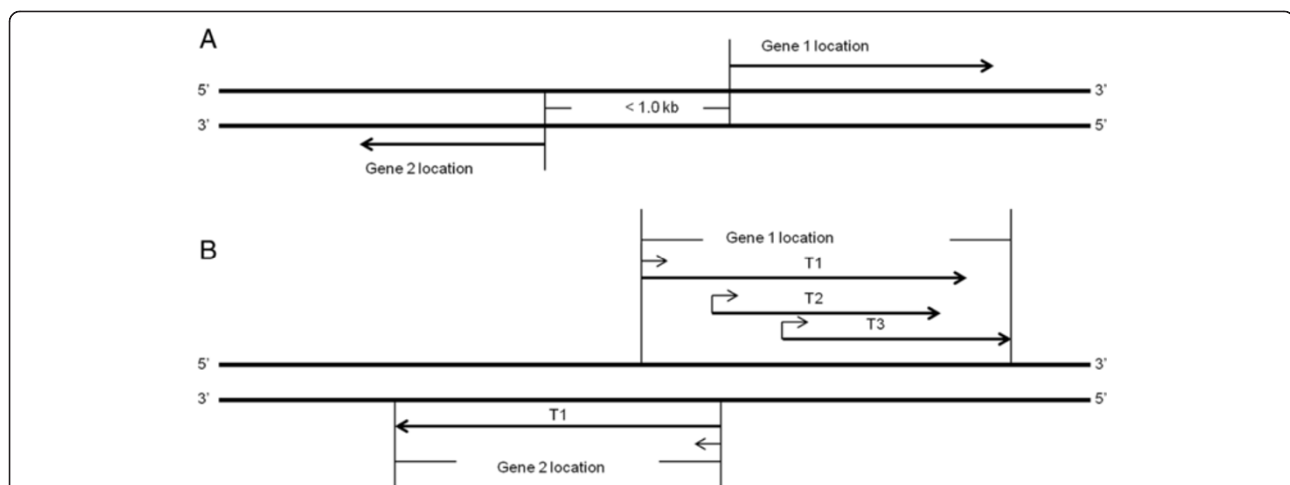 A
Gene 1 location
5' 3'
< 1.0 kb
3' 5'
Gene 2 location
B
Gene 1 location
T1
T2
T3
5' 3'
3' 5'
T1
Gene 2 location